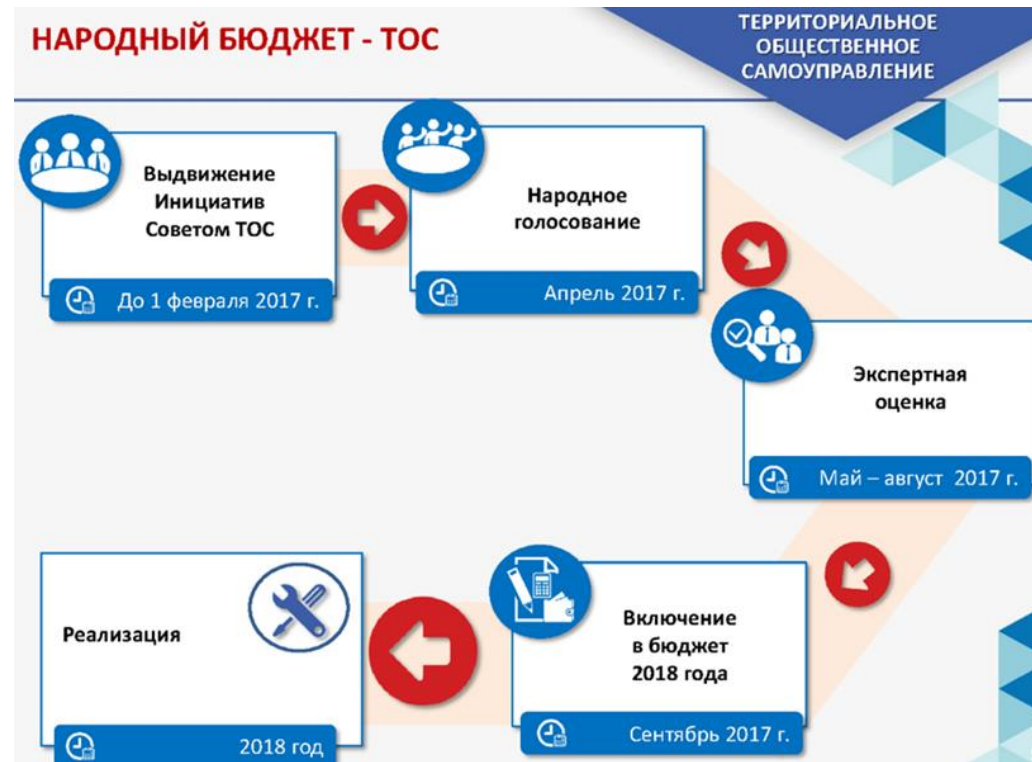 НАРОДНЫЙ БЮДЖЕТ - ТОС
ТЕРРИТОРИАЛЬНОЕ
ОБЩЕСТВЕННОЕ
САМОУПРАВЛЕНИЕ
Выдвижение
Инициатив
Советом ТОС
До 1 февраля 2017 г.
Народное
голосование
Апрель 2017 г.
Экспертная
оценка
Май – август 2017 г.
Включение
в бюджет
2018 года
Сентябрь 2017 г.
Реализация
2018 год